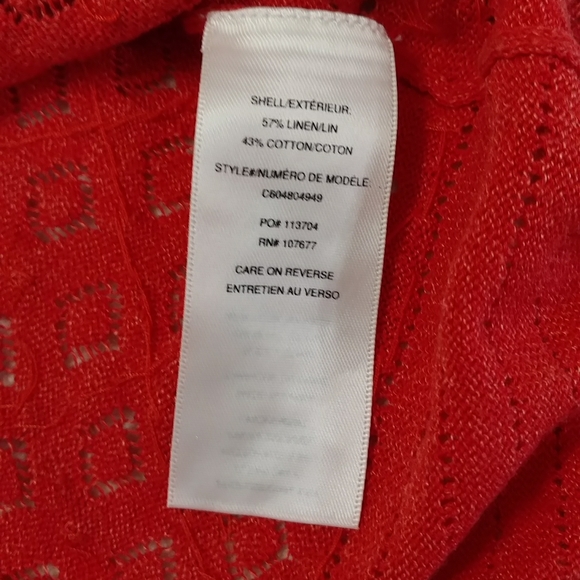 SHELL/EXTÉRIEUR:
57% LINEN/LIN
43% COTTON/COTON
STYLE#/NUMÉRO DE MODÈLE:
C604804949
PO# 113704
RN# 107677
CARE ON REVERSE
ENTRETIEN AU VERSO